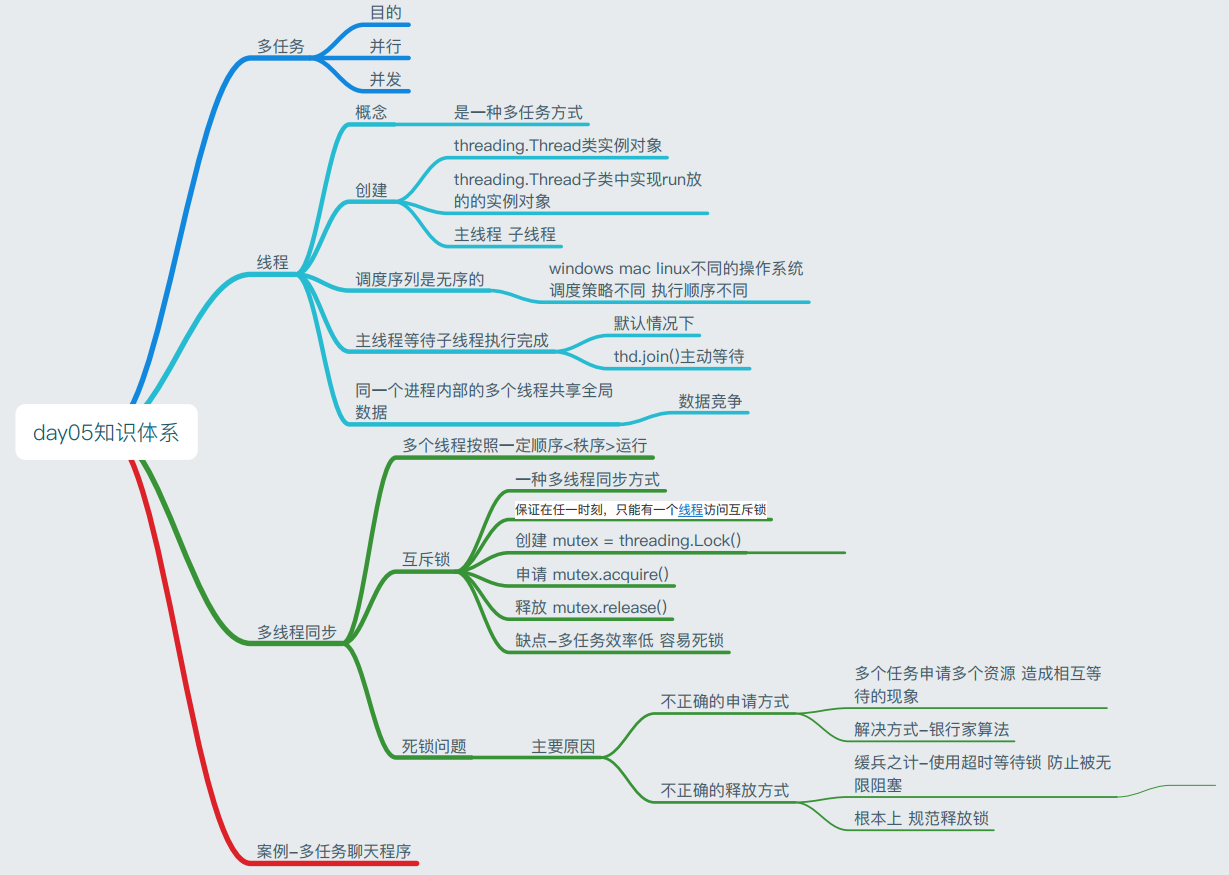 目的
多任务
并行
并发
概念
是一种多任务方式
threading.Thread类实例对象
创建
threading.Thread子类中实现run放
的的实例对象
主线程 子线程
线程
调度序列是无序的
windows mac linux不同的操作系统
调度策略不同 执行顺序不同
主线程等待子线程执行完成
默认情况下
thd.join()主动等待
同一个进程内部的多个线程共享全局
数据
数据竞争
day05知识体系
多个线程按照一定顺序<秩序>运行
一种多线程同步方式
保证在任一时刻，只能有一个线程访问互斥锁
互斥锁
创建 mutex = threading.Lock()
申请 mutex.acquire()
释放 mutex.release()
缺点-多任务效率低 容易死锁
多线程同步
死锁问题
主要原因
不正确的申请方式
多个任务申请多个资源 造成相互等
待的现象
解决方式-银行家算法
不正确的释放方式
缓兵之计-使用超时等待锁 防止被无
限阻塞
根本上 规范释放锁
案例-多任务聊天程序